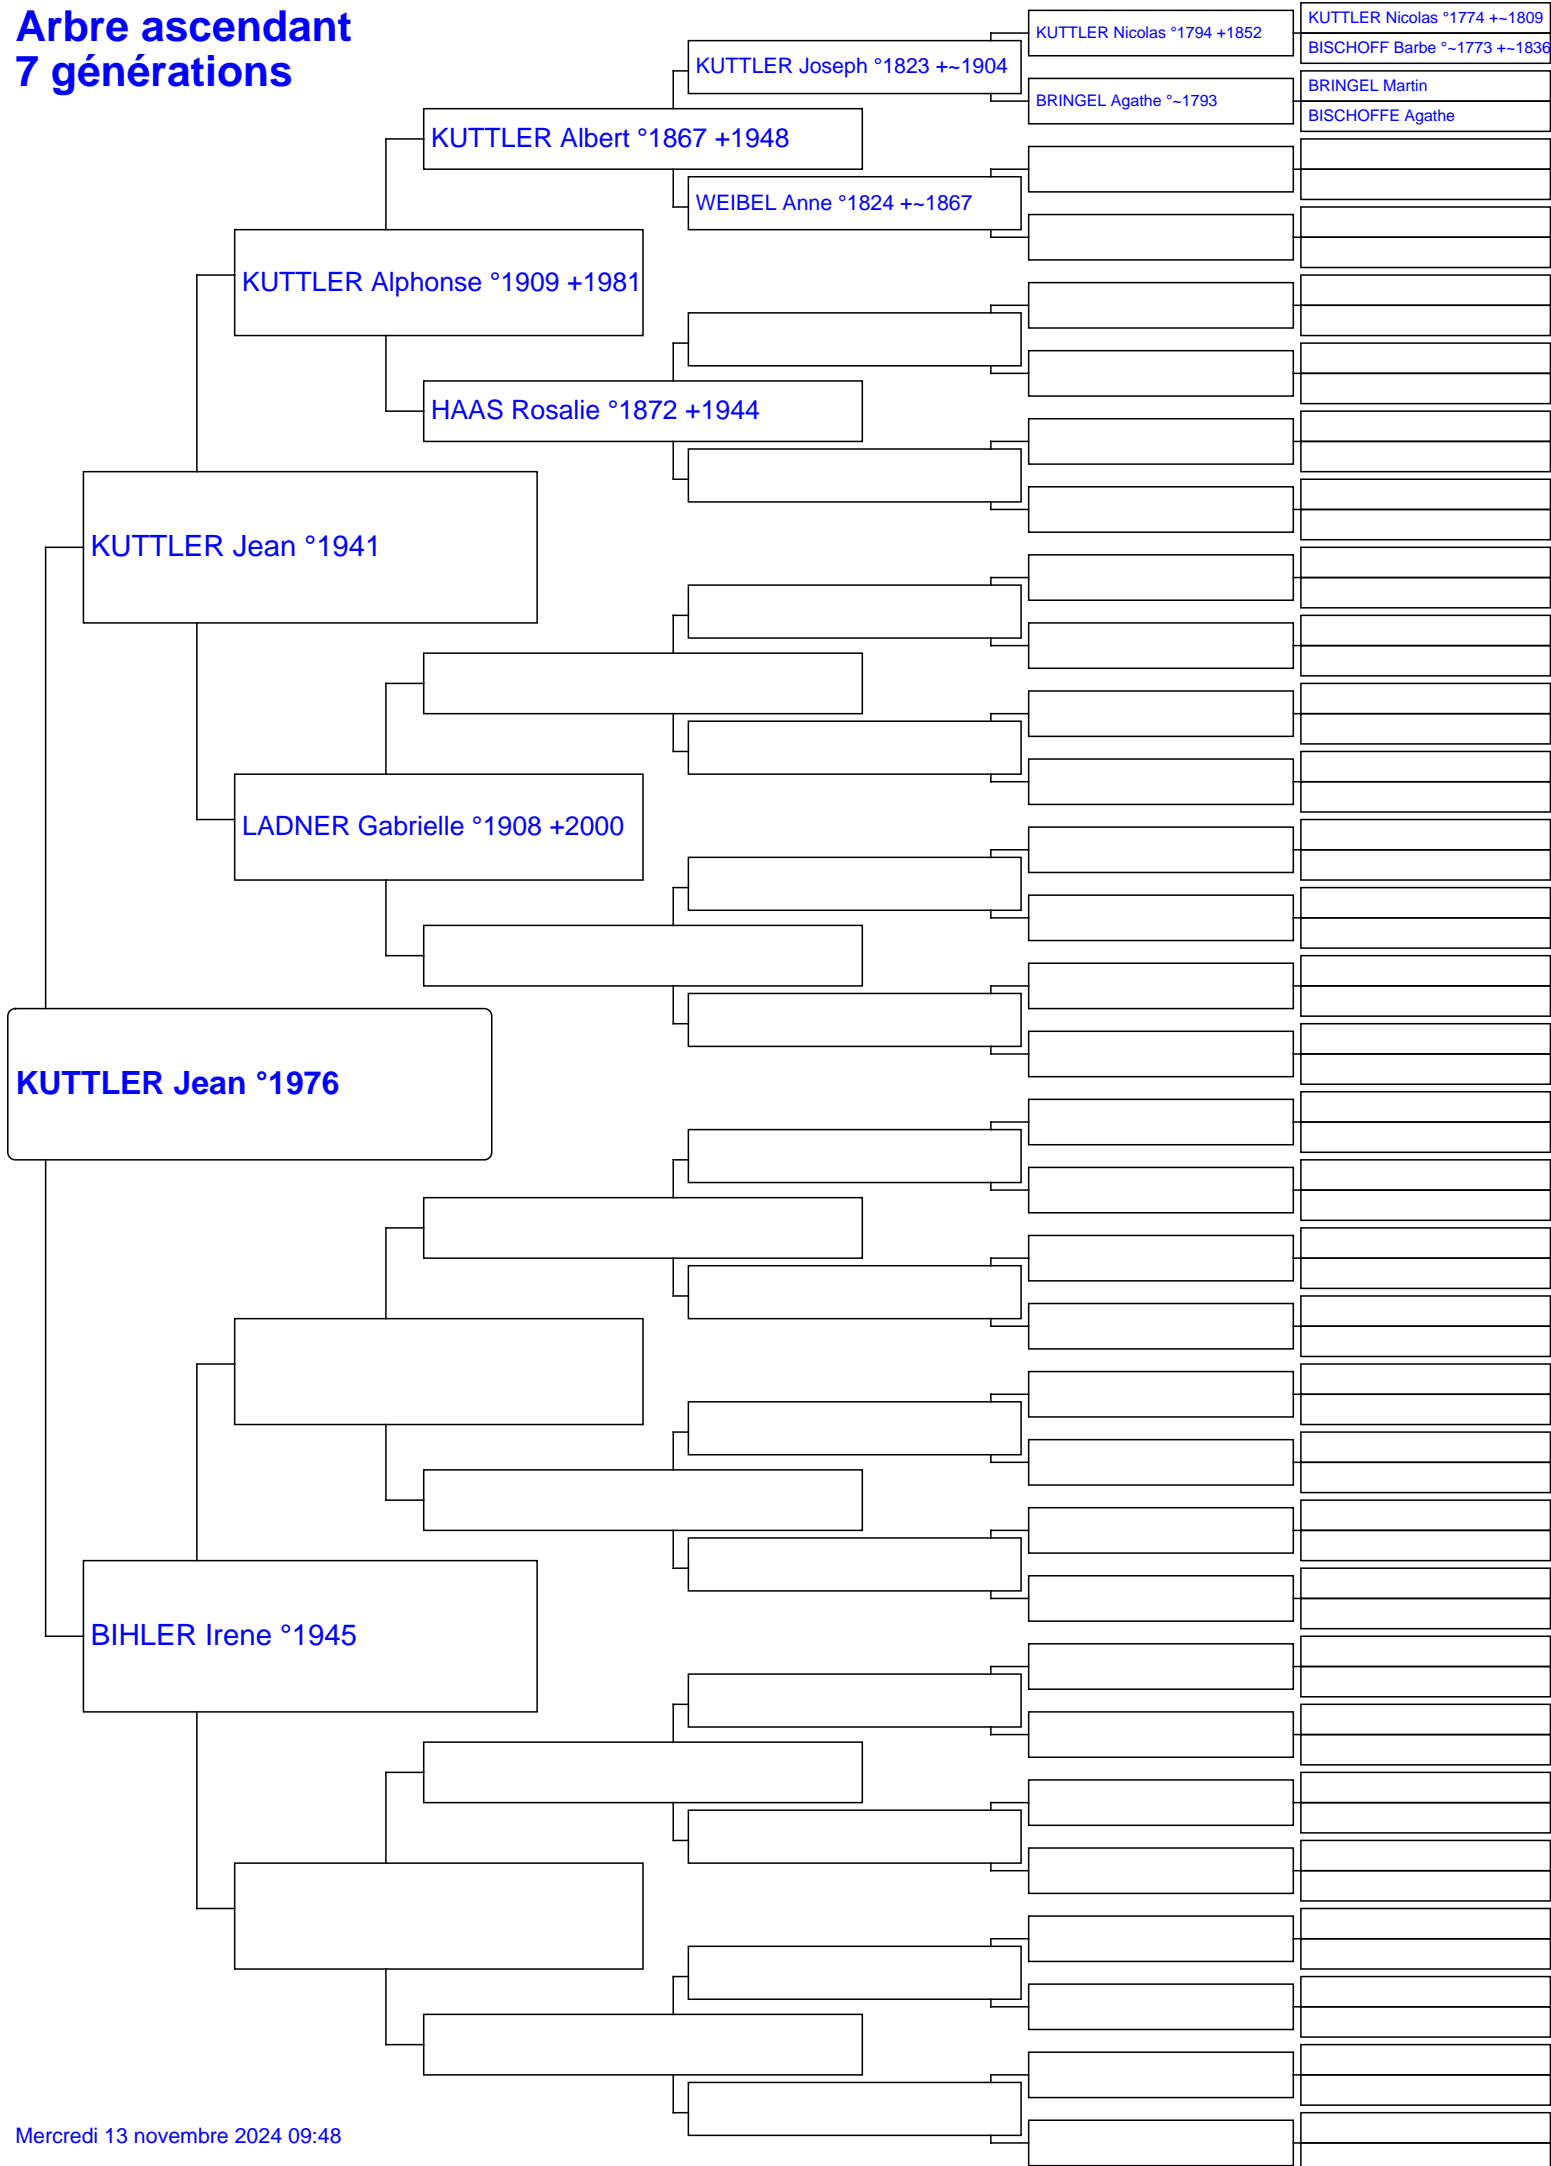 Arbre ascendant
7 générations
KUTTLER Nicolas °1774 +~1809
KUTTLER Nicolas °1794 +1852
BISCHOFF Barbe °~1773 +~1836
KUTTLER Joseph °1823 +~1904
BRINGEL Martin
BRINGEL Agathe °~1793
BISCHOFFE Agathe
KUTTLER Albert °1867 +1948
WEIBEL Anne °1824 +~1867
KUTTLER Alphonse °1909 +1981
HAAS Rosalie °1872 +1944
KUTTLER Jean °1941
LADNER Gabrielle °1908 +2000
KUTTLER Jean °1976
BIHLER Irene °1945
Mercredi 13 novembre 2024 09:48